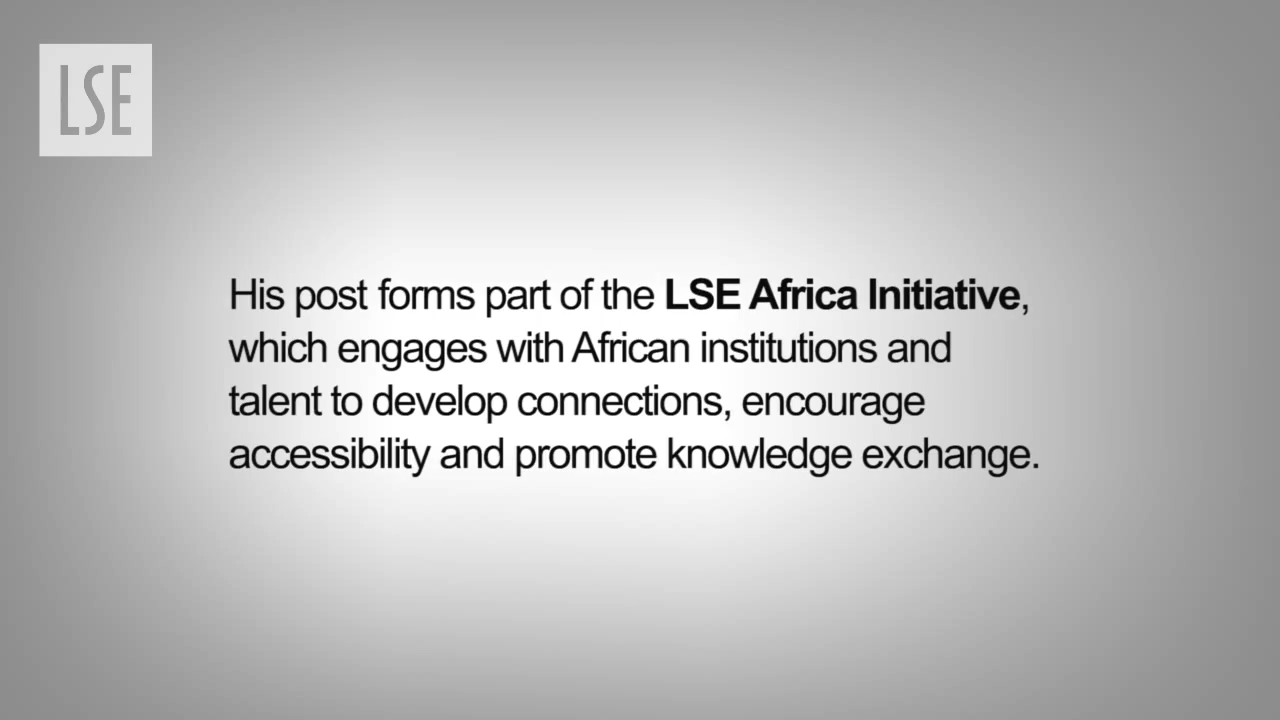 LSE
His post forms part of the LSE Africa Initiative,
which engages with African institutions and
talent to develop connections, encourage
accessibility and promote knowledge exchange.